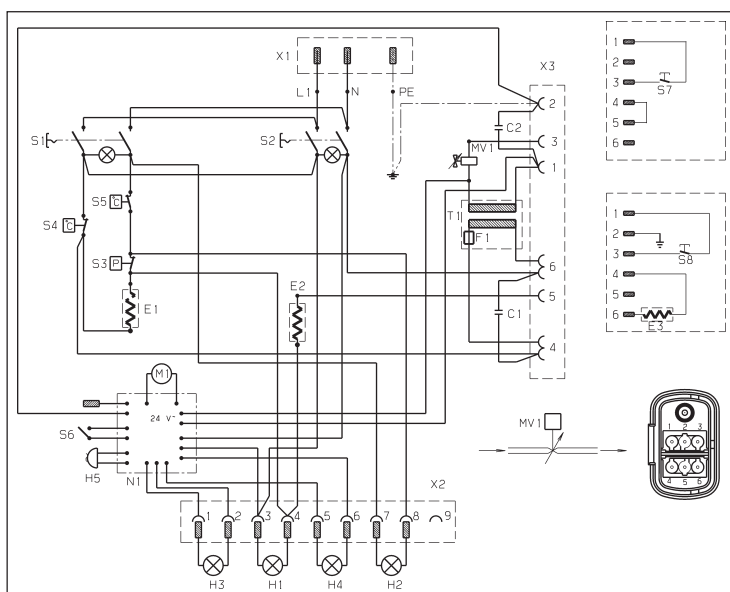 X1
L1
N
PE
X3
2
3
1
6
5
4
C2
MV1
T1
F1
C1
S1
S2
S5
°C
S4
°C
S3
P
E1
E2
M1
24 V~
S6
H5
N1
X2
1 2 3 4 5 6 7 8 9
H3
H1
H4
H2
1
2
3
S7
4
5
6
1
2
3
S8
4
5
6
E3
MV1
1 2 3
4 5 6